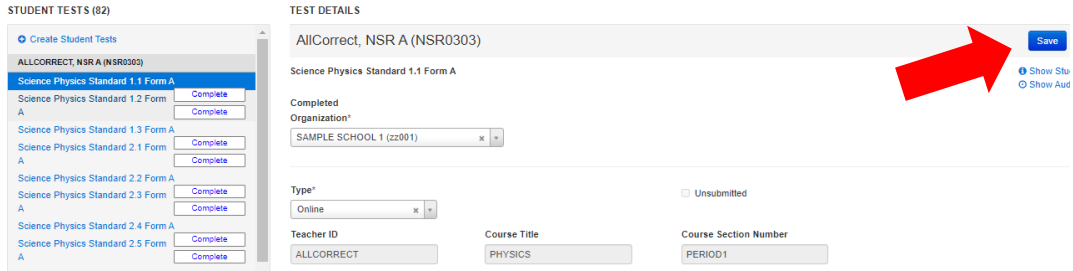 STUDENT TESTS (82)
Create Student Tests
ALLCORRECT, NSR A (NSR0303)
Science Physics Standard 1.1 Form A
Complete
Science Physics Standard 1.2 Form
A
Complete
Science Physics Standard 1.3 Form A
Complete
Science Physics Standard 2.1 Form
A
Complete
Science Physics Standard 2.2 Form A
Complete
Science Physics Standard 2.3 Form
A
Complete
Science Physics Standard 2.4 Form A
Complete
Science Physics Standard 2.5 Form
A
Complete
TEST DETAILS
AllCorrect, NSR A (NSR0303)
Save
Science Physics Standard 1.1 Form A
Show Stu
Show Aud
Completed
Organization*
SAMPLE SCHOOL 1 (zz001)
Type*
Unsubmitted
Online
Teacher ID Course Title Course Section Number
ALLCORRECT PHYSICS PERIOD1